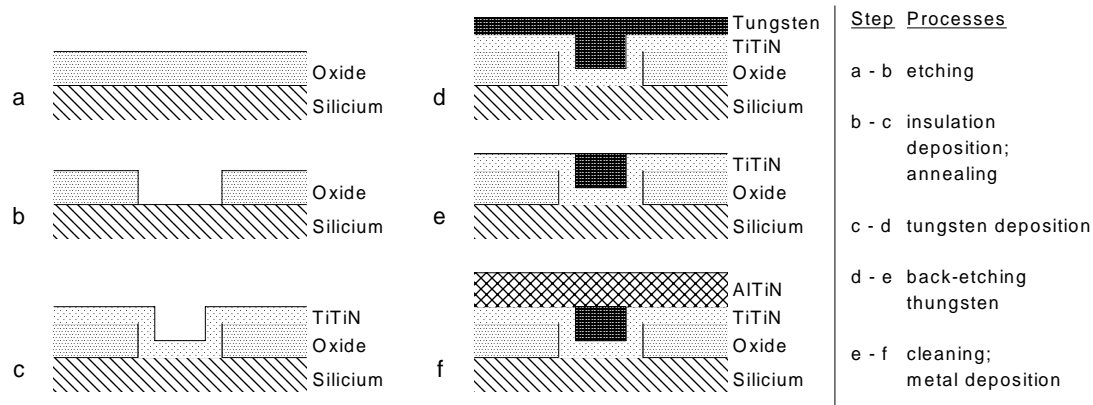 a
Oxide
Silicium
b
Oxide
Silicium
c
TiTiN
Oxide
Silicium
d
Tungsten
TiTiN
Oxide
Silicium
e
TiTiN
Oxide
Silicium
f
AlTiN
TiTiN
Oxide
Silicium
Step Processes
a - b etching
b - c insulation
deposition;
annealing
c - d tungsten deposition
d - e back-etching
thungsten
e - f cleaning;
metal deposition